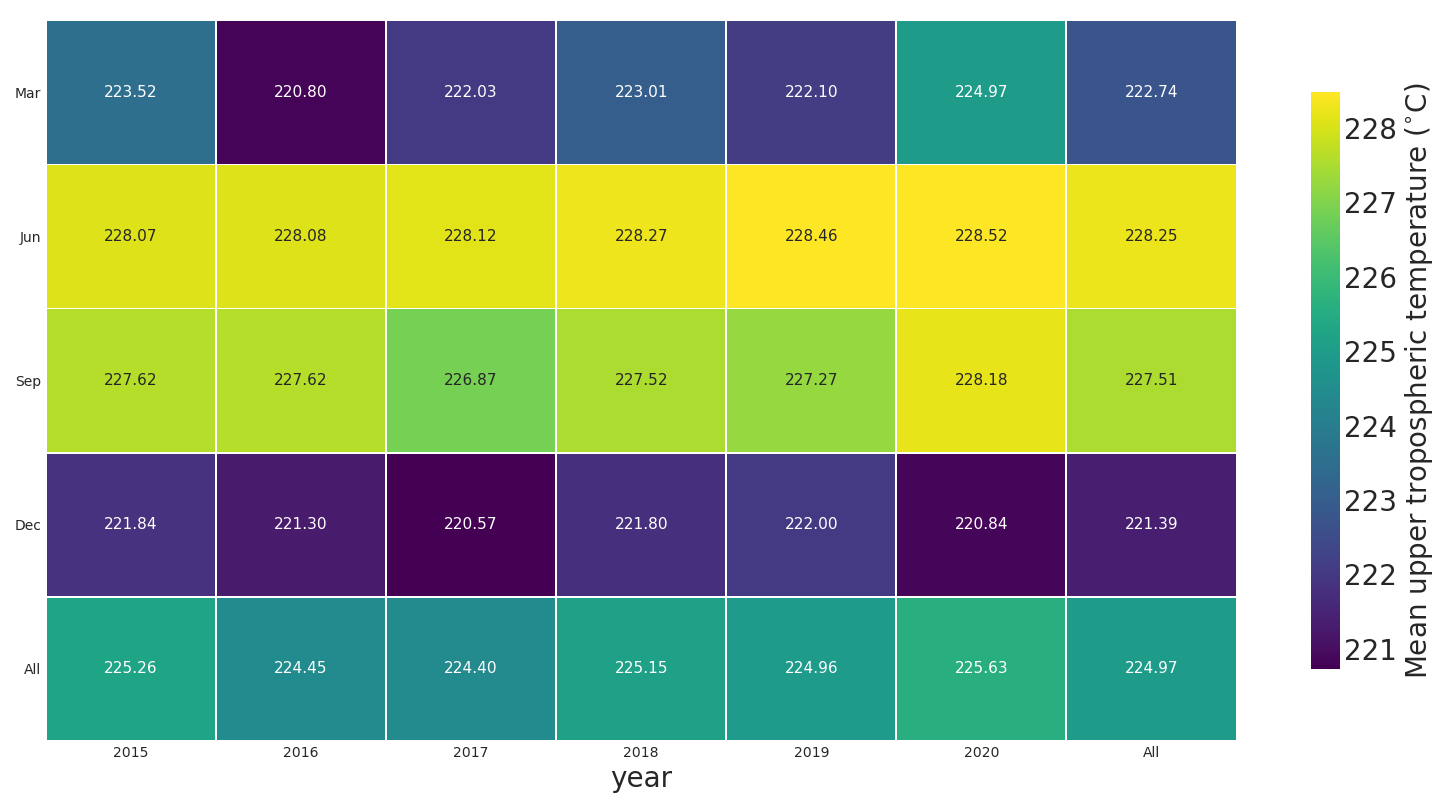 Mar 223.52 220.80 222.03 223.01 222.10 224.97 222.74
Jun 228.07 228.08 228.12 228.27 228.46 228.52 228.25
Sep 227.62 227.62 226.87 227.52 227.27 228.18 227.51
Dec 221.84 221.30 220.57 221.80 222.00 220.84 221.39
All 225.26 224.45 224.40 225.15 224.96 225.63 224.97
2015 2016 2017 2018 2019 2020 All
year
228
227
226
225
224
223
222
221
Mean upper tropospheric temperature (°C)